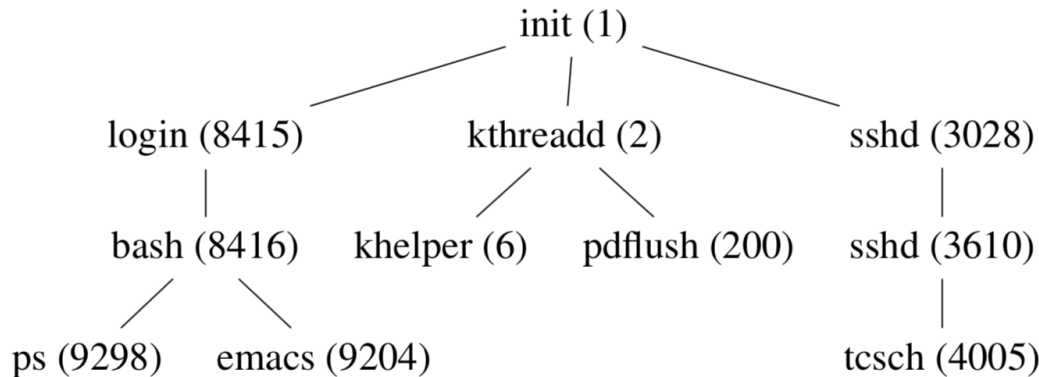 init (1)
login (8415) kthreadd (2) sshd (3028)
bash (8416) khelper (6) pdflush (200) sshd (3610)
ps (9298) emacs (9204) tcsch (4005)